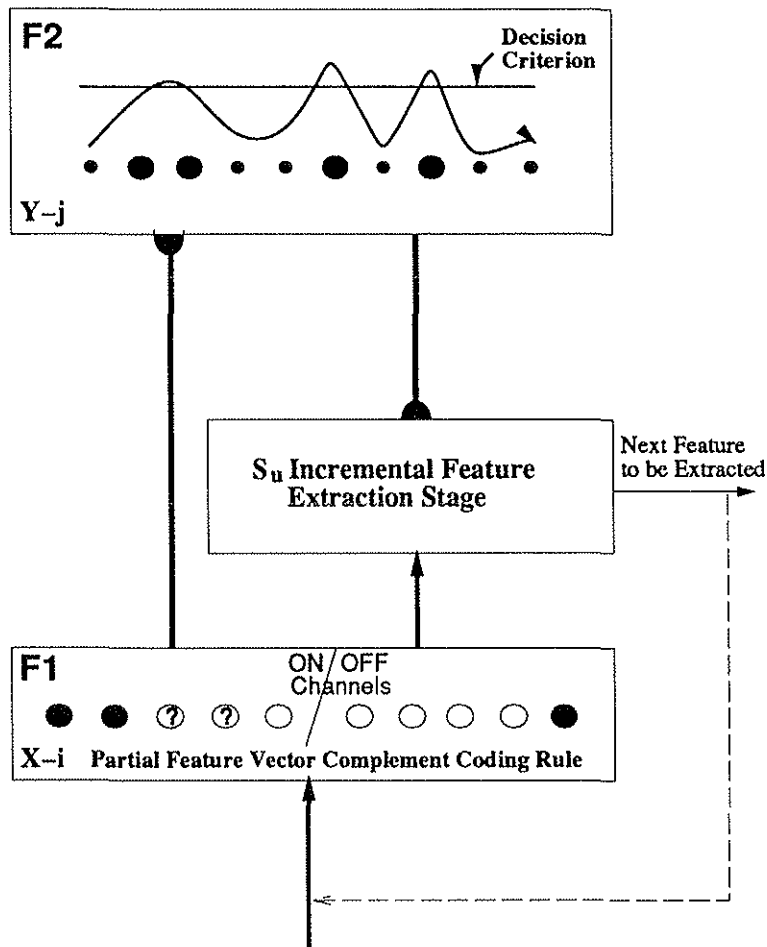 F2
Decision
Criterion
Y–j
S u Incremental Feature
Extraction Stage
Next Feature
to be Extracted
F1
ON / OFF
Channels
? ?
X–i Partial Feature Vector Complement Coding Rule